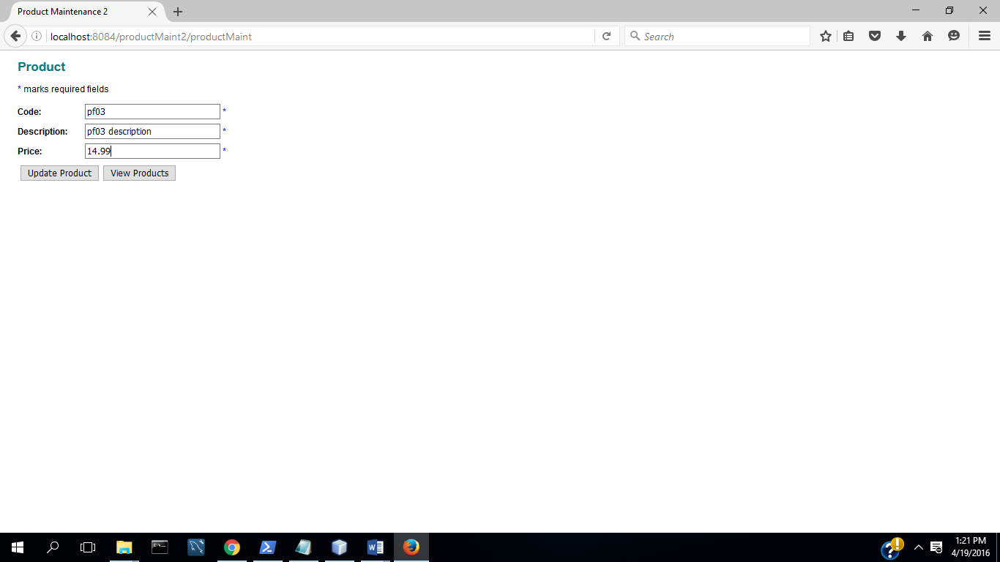 Product Maintenance 2
localhost:8084/productMaint2/productMaint
Search
Product
* marks required fields
Code: pf03 *
Description: pf03 description *
Price: 14.99 *
Update Product View Products
1:21 PM
4/19/2016